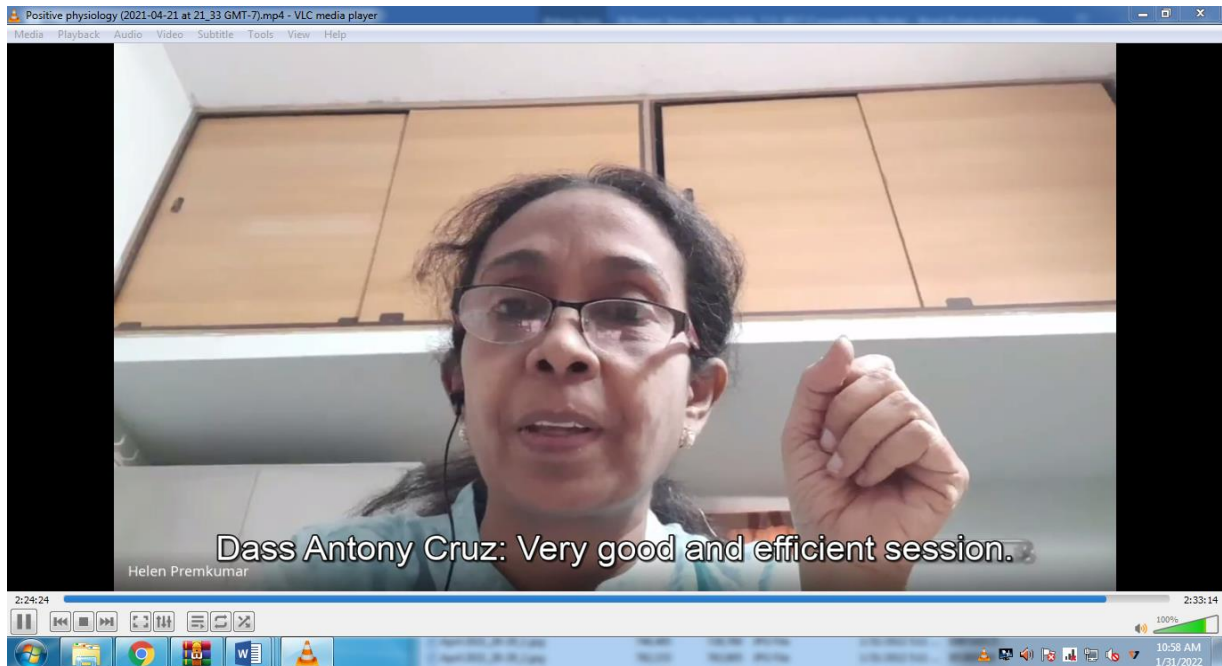 Positive physiology (2021-04-21 at 21_33 GMT-7).mp4 - VLC media player
Media Playback Audio Video Subtitle Tools View Help
Dass Antony Cruz: Very good and efficient session.
Helen Premkumar
2:24:24
2:33:14
100%
W
10:58 AM
1/31/2022